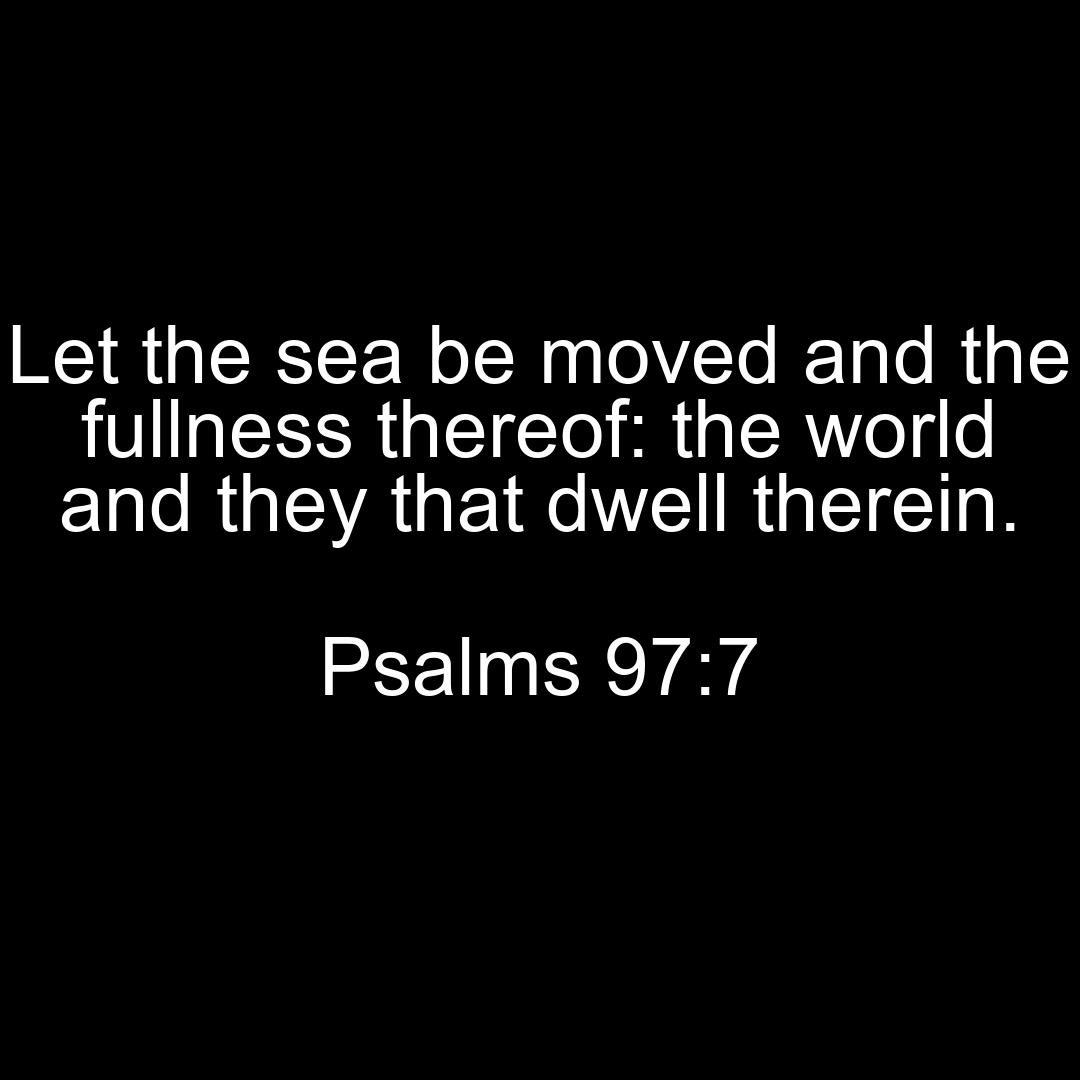 Let the sea be moved and the
fullness thereof: the world
and they that dwell therein.
Psalms 97:7